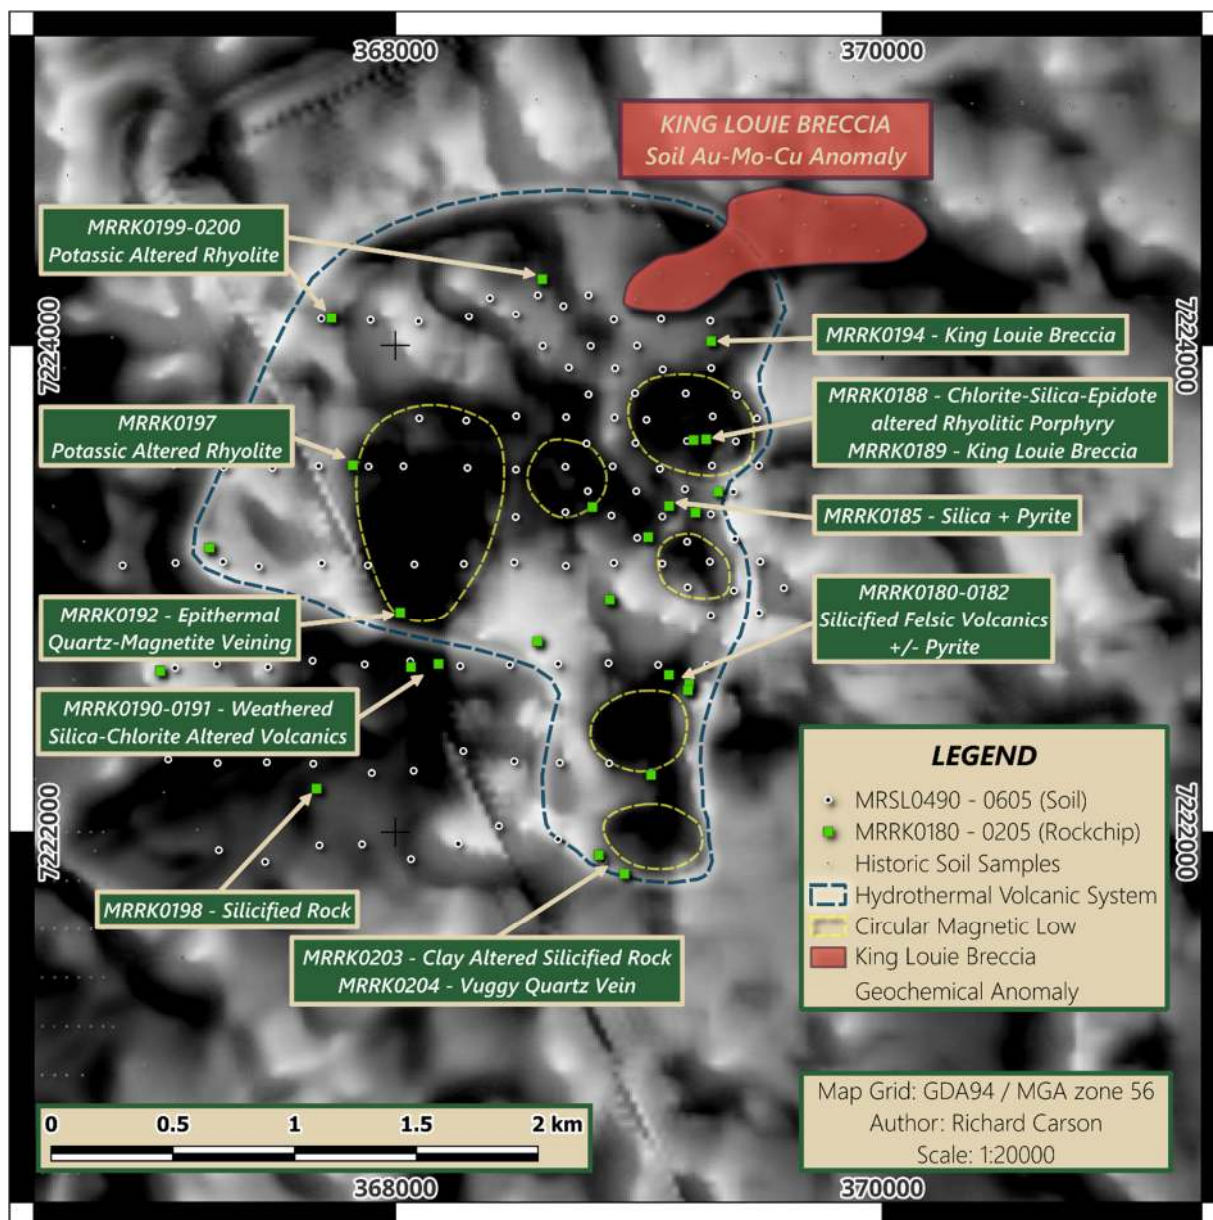 368000
370000
KING LOUIE BRECCIA
Soil Au-Mo-Cu Anomaly
MRRK0199-0200
Potassic Altered Rhyolite
7224000
7224000
MRRK0194 - King Louie Breccia
MRRK0188 - Chlorite-Silica-Epidote
altered Rhyolitic Porphyry
MRRK0189 - King Louie Breccia
MRRK0197
Potassic Altered Rhyolite
MRRK0185 - Silica + Pyrite
MRRK0180-0182
Silicified Felsic Volcanics
+/- Pyrite
MRRK0192 - Epithermal
Quartz-Magnetite Veining
MRRK0190-0191 - Weathered
Silica-Chlorite Altered Volcanics
7222000
7222000
MRRK0198 - Silicified Rock
MRRK0203 - Clay Altered Silicified Rock
MRRK0204 - Vuggy Quartz Vein
LEGEND
MRSL0490 - 0605 (Soil)
MRRK0180 - 0205 (Rockchip)
Historic Soil Samples
Hydrothermal Volcanic System
Circular Magnetic Low
King Louie Breccia
Geochemical Anomaly
Map Grid: GDA94 / MGA zone 56
Author: Richard Carson
Scale: 1:20000
0 0.5 1 1.5 2 km
368000
370000